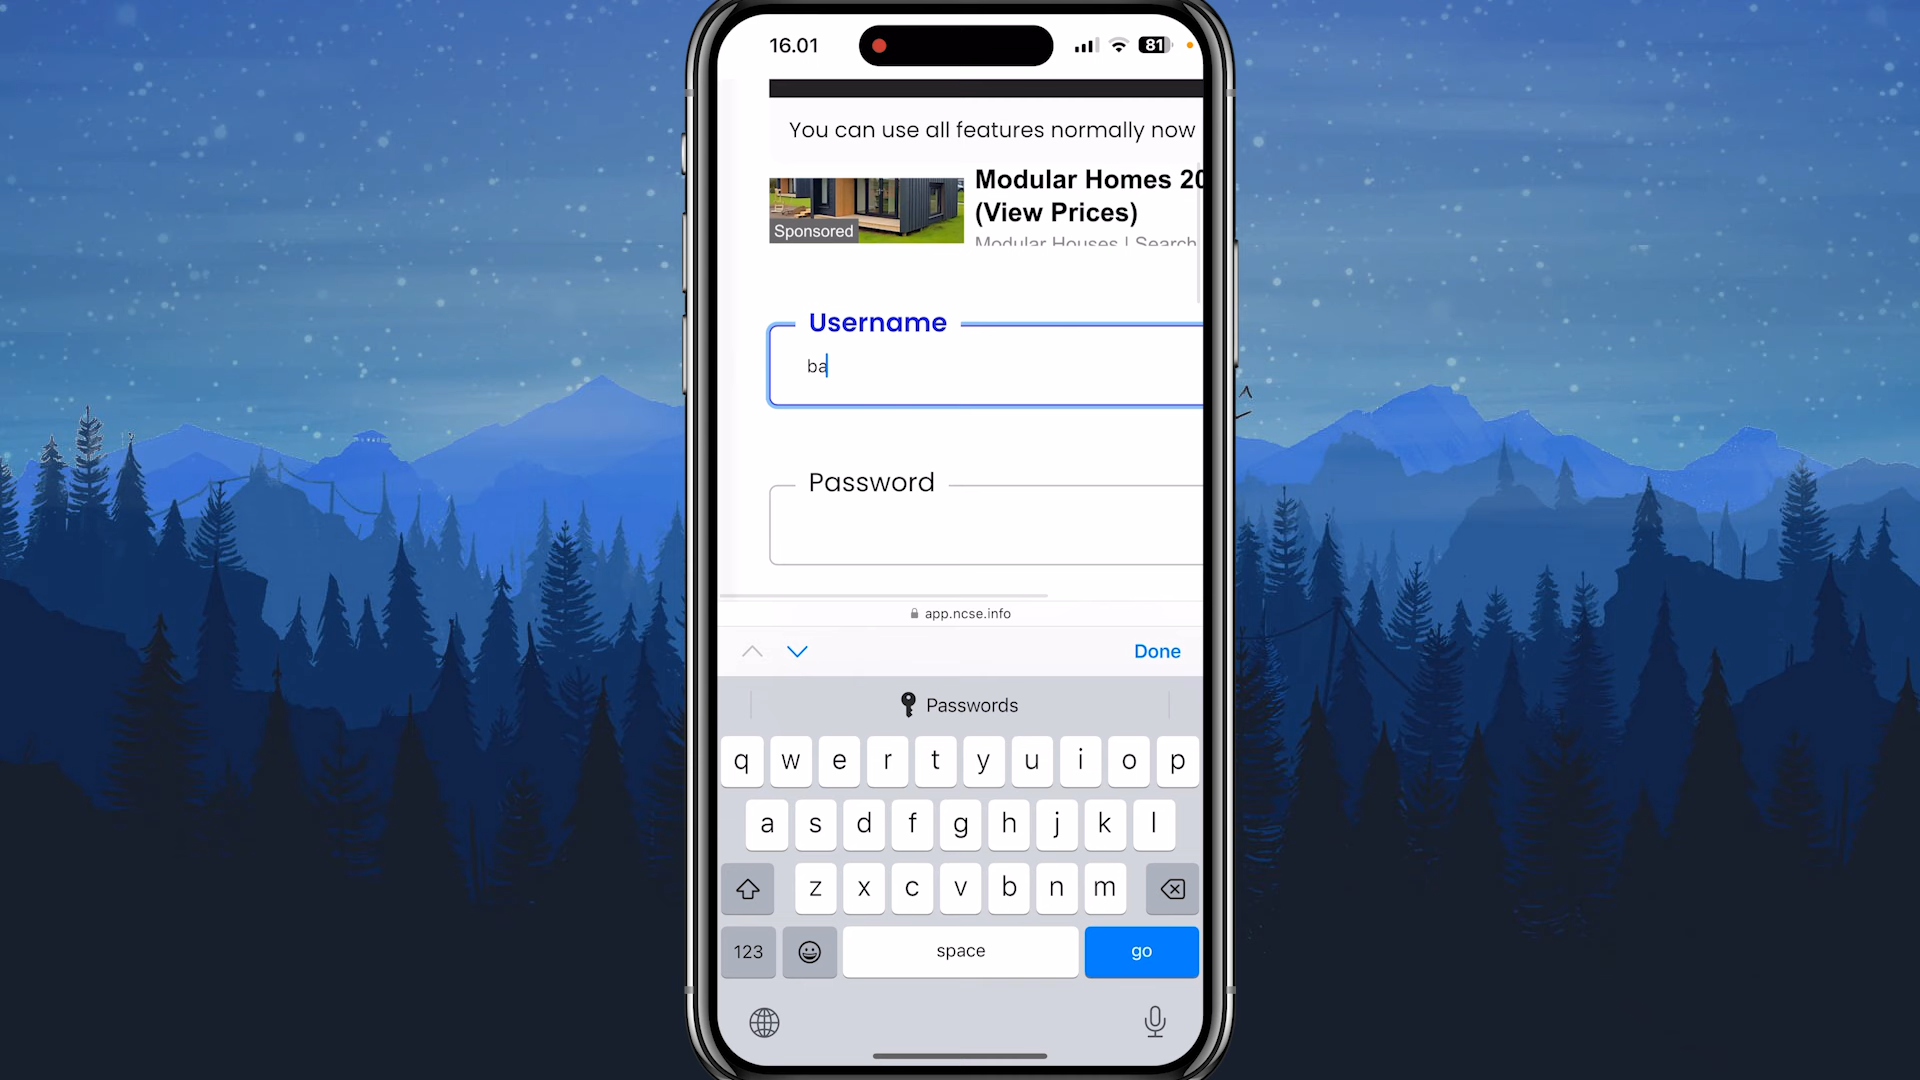 16.01
81
You can use all features normally now
Modular Homes 20
(View Prices)
Sponsored
Modular Houses | Search
Username
ba
Password
app.ncse.info
Done
Passwords
q w e r t y u i o p
a s d f g h j k l
z x c v b n m
123
space
go